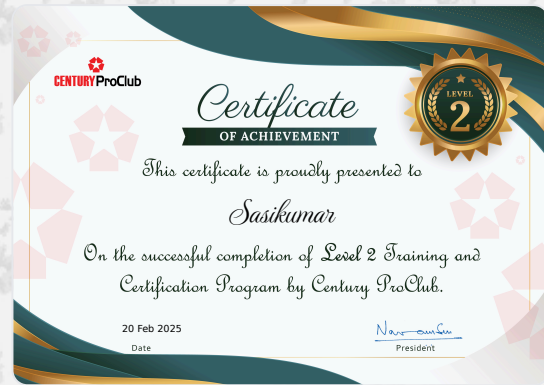 CENTURY ProClub
LEVEL
2
Certificate
OF ACHIEVEMENT
This certificate is proudly presented to
Sasikumar
On the successful completion of Level 2 Training and
Certification Program by Century ProClub.
20 Feb 2025
Date
President